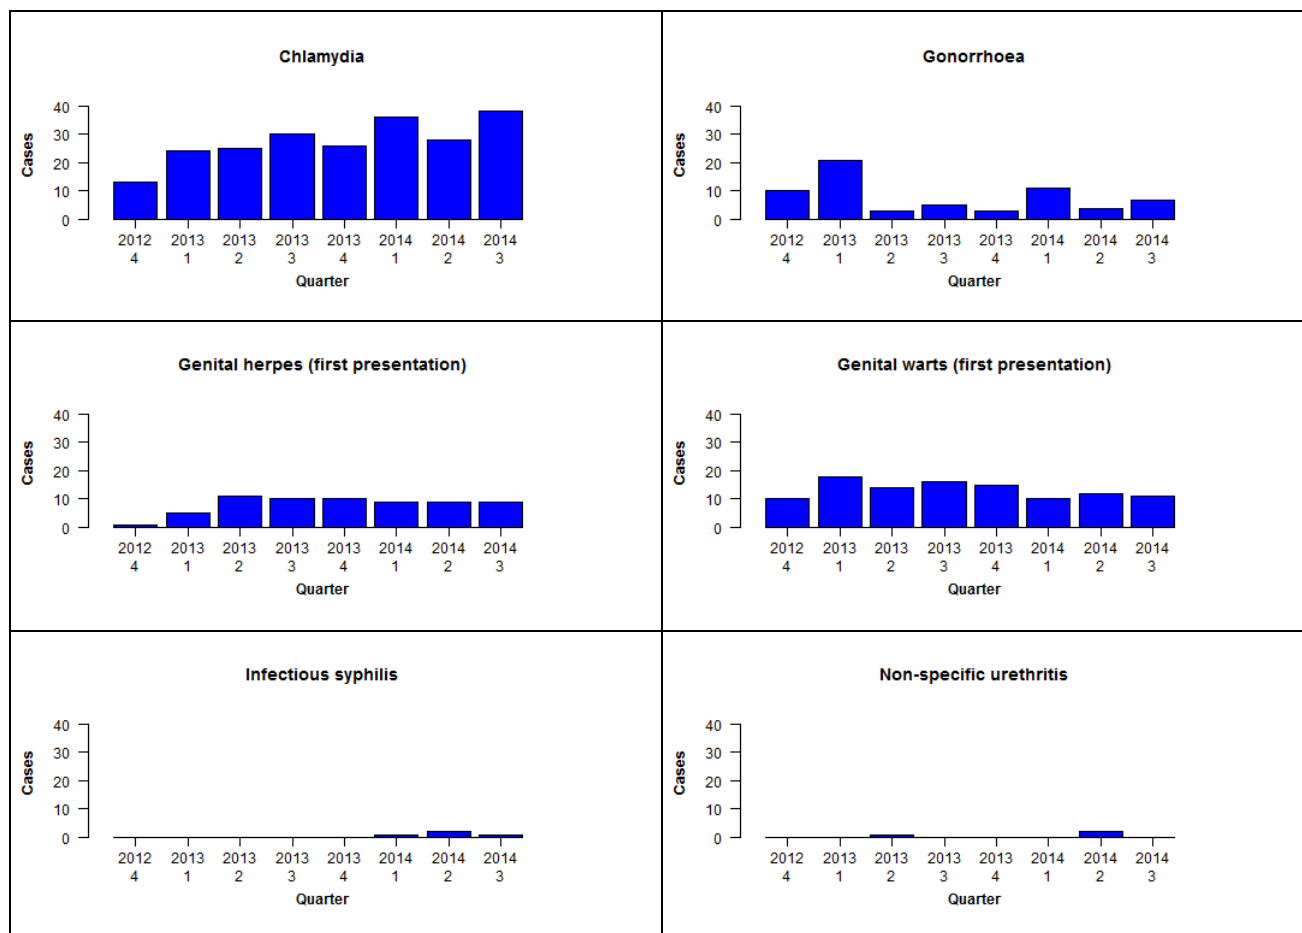 Chlamydia
Cases
40
30
20
10
0
2012 2013 2013 2013 2013 2014 2014 2014
4 1 2 3 4 1 2 3
Quarter
Gonorrhoea
Cases
40
30
20
10
0
2012 2013 2013 2013 2013 2014 2014 2014
4 1 2 3 4 1 2 3
Quarter
Genital herpes (first presentation)
Cases
40
30
20
10
0
2012 2013 2013 2013 2013 2014 2014 2014
4 1 2 3 4 1 2 3
Quarter
Genital warts (first presentation)
Cases
40
30
20
10
0
2012 2013 2013 2013 2013 2014 2014 2014
4 1 2 3 4 1 2 3
Quarter
Infectious syphilis
Cases
40
30
20
10
0
2012 2013 2013 2013 2013 2014 2014 2014
4 1 2 3 4 1 2 3
Quarter
Non-specific urethritis
Cases
40
30
20
10
0
2012 2013 2013 2013 2013 2014 2014 2014
4 1 2 3 4 1 2 3
Quarter